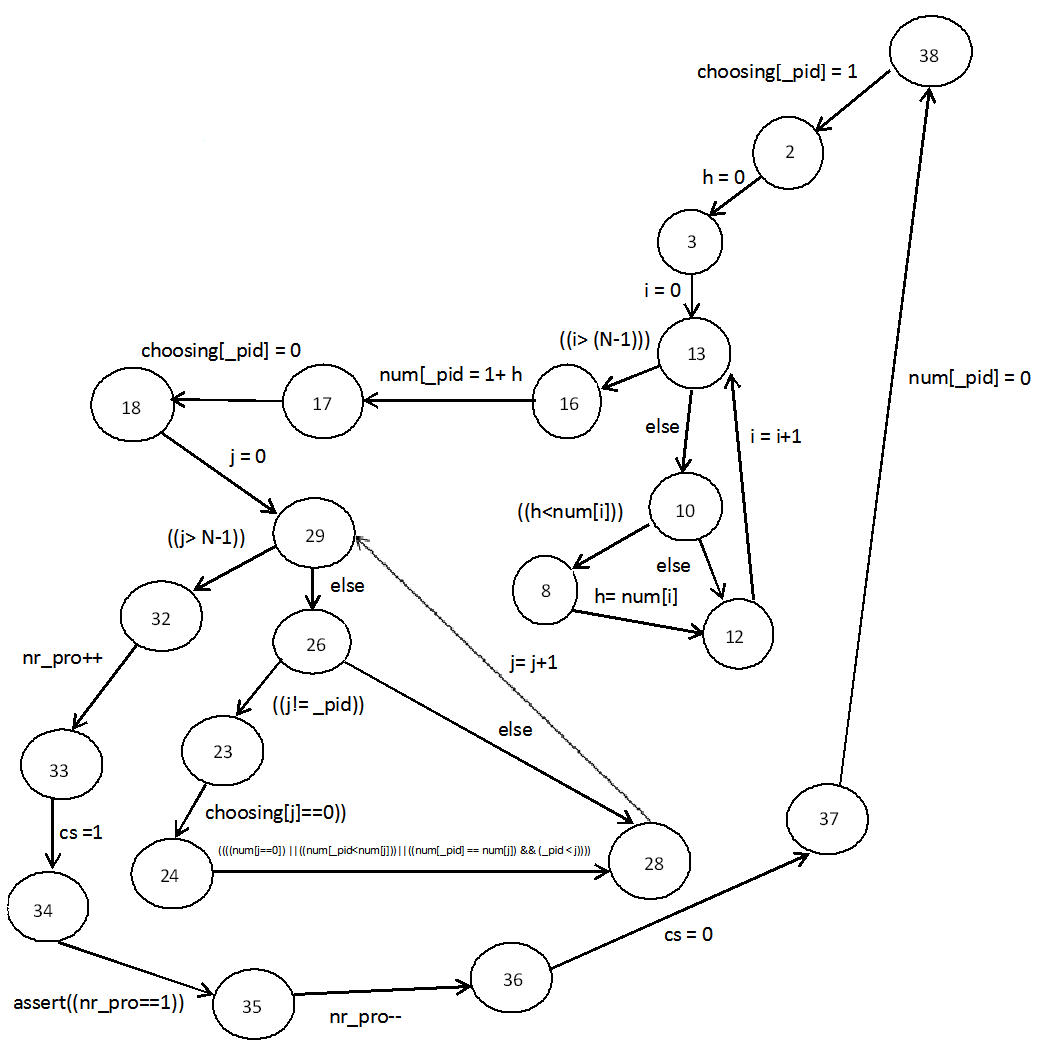 38
choosing[_pid] = 1
2
h = 0
3
i = 0
((i> (N-1)))
13
choosing[_pid] = 0
num[_pid = 1+ h
num[_pid] = 0
18
17
16
else
i = i+1
j = 0
10
((h<num[i]))
29
((j> N-1))
else
else
8
h= num[i]
32
26
12
nr_pro++
j= j+1
((j!= _pid))
else
23
33
choosing[j]==0))
37
cs =1
((((num[j==0]) ||((num[_pid<num[j]))||((num[_pid] == num[j]) && (_pid < j))))
24
28
34
cs = 0
36
assert((nr_pro==1))
35
nr_pro--